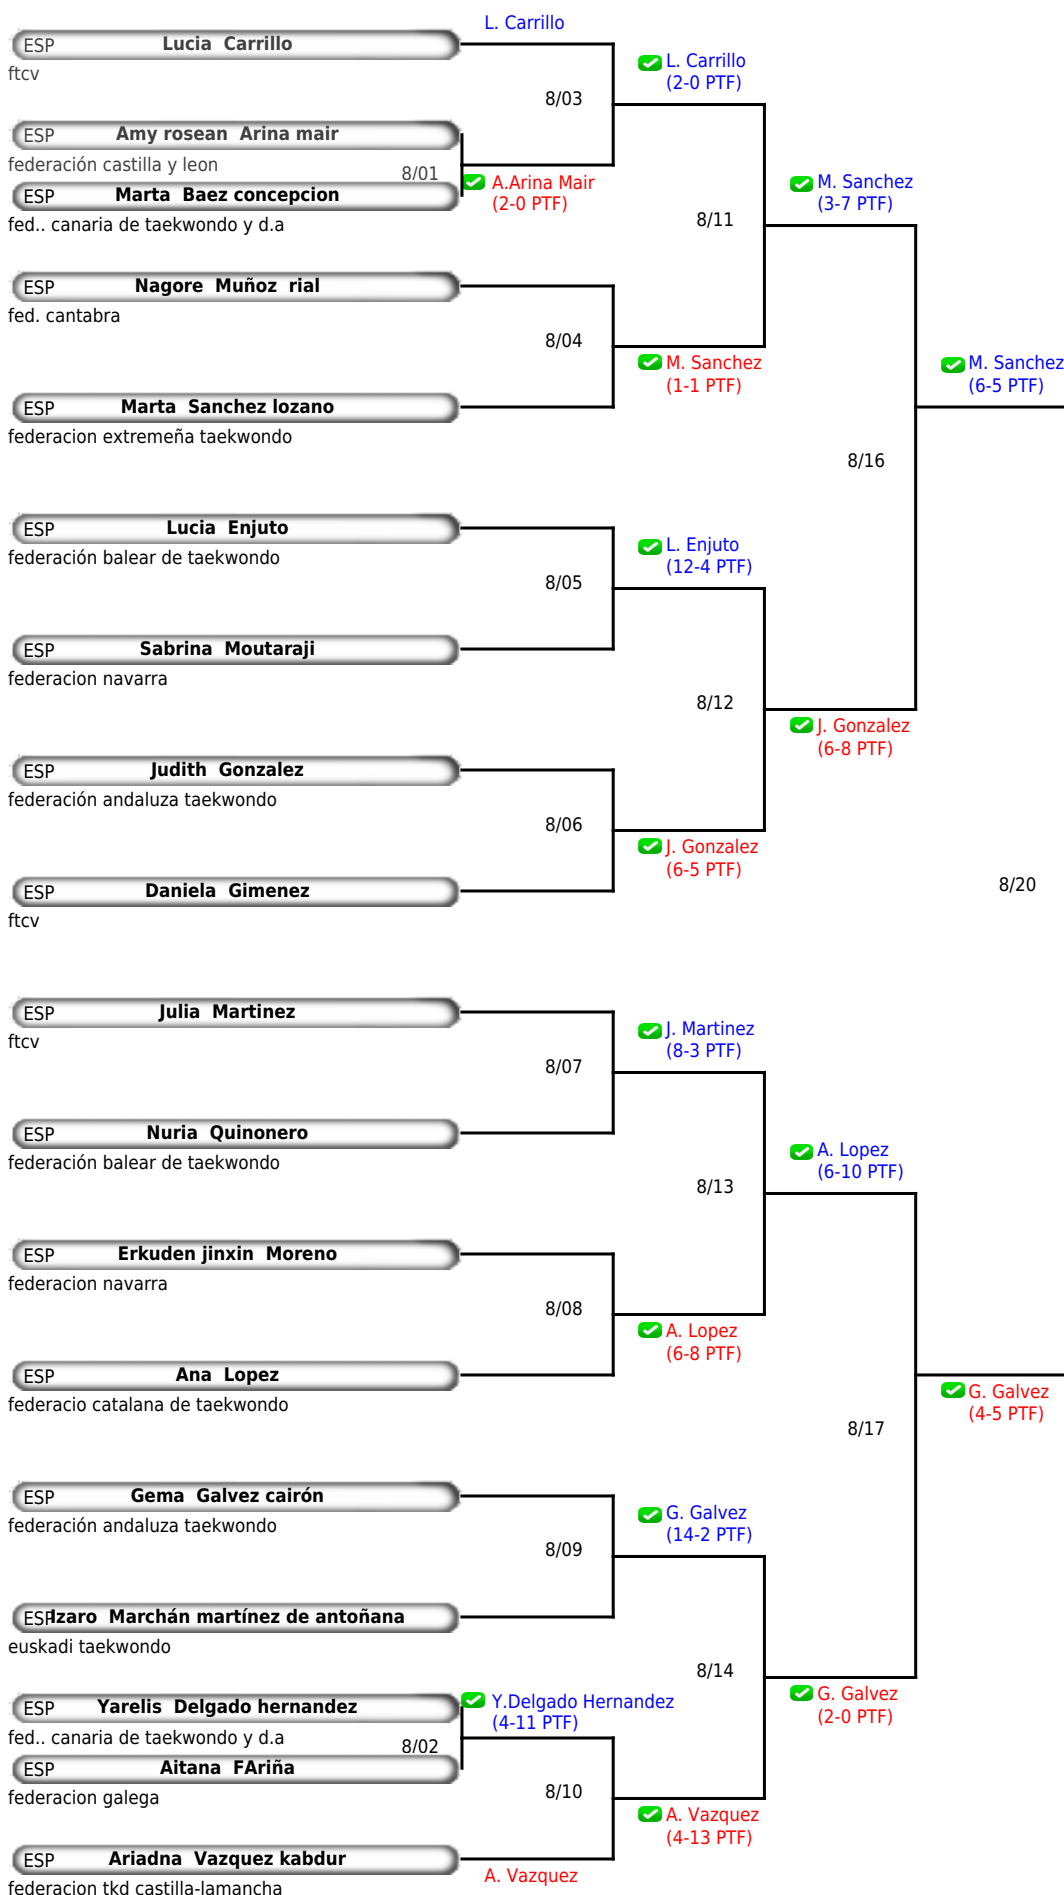 L. Carrillo
ESP Lucia Carrillo
ftcv
L. Carrillo
(2-0 PTF)
8/03
ESP Amy rosean Arina mair
federación castilla y leon
8/01
A.Arina Mair
(2-0 PTF)
ESP Marta Baez concepcion
fed.. canaria de taekwondo y d.a
M. Sanchez
(3-7 PTF)
8/11
ESP Nagore Muñoz rial
fed. cantabra
8/04
M. Sanchez
(1-1 PTF)
M. Sanchez
(6-5 PTF)
ESP Marta Sanchez lozano
federacion extremeña taekwondo
8/16
ESP Lucia Enjuto
federación balear de taekwondo
L. Enjuto
(12-4 PTF)
8/05
ESP Sabrina Moutaraji
federacion navarra
8/12
J. Gonzalez
(6-8 PTF)
ESP Judith Gonzalez
federación andaluza taekwondo
8/06
J. Gonzalez
(6-5 PTF)
ESP Daniela Gimenez
ftcv
8/20
ESP Julia Martinez
ftcv
J. Martinez
(8-3 PTF)
8/07
ESP Nuria Quinonero
federación balear de taekwondo
A. Lopez
(6-10 PTF)
8/13
ESP Erkuden jinxin Moreno
federacion navarra
8/08
A. Lopez
(6-8 PTF)
ESP Ana Lopez
federacio catalana de taekwondo
G. Galvez
(4-5 PTF)
8/17
ESP Gema Galvez cairón
federación andaluza taekwondo
G. Galvez
(14-2 PTF)
8/09
ESP Izaro Marchán martínez de antoñana
euskadi taekwondo
8/14
G. Galvez
(2-0 PTF)
ESP Yarelis Delgado hernandez
fed.. canaria de taekwondo y d.a
Y.Delgado Hernandez
(4-11 PTF)
8/02
ESP Aitana FAriña
federacion galega
8/10
A. Vazquez
(4-13 PTF)
ESP Ariadna Vazquez kabdur
A. Vazquez
federacion tkd castilla-lamancha